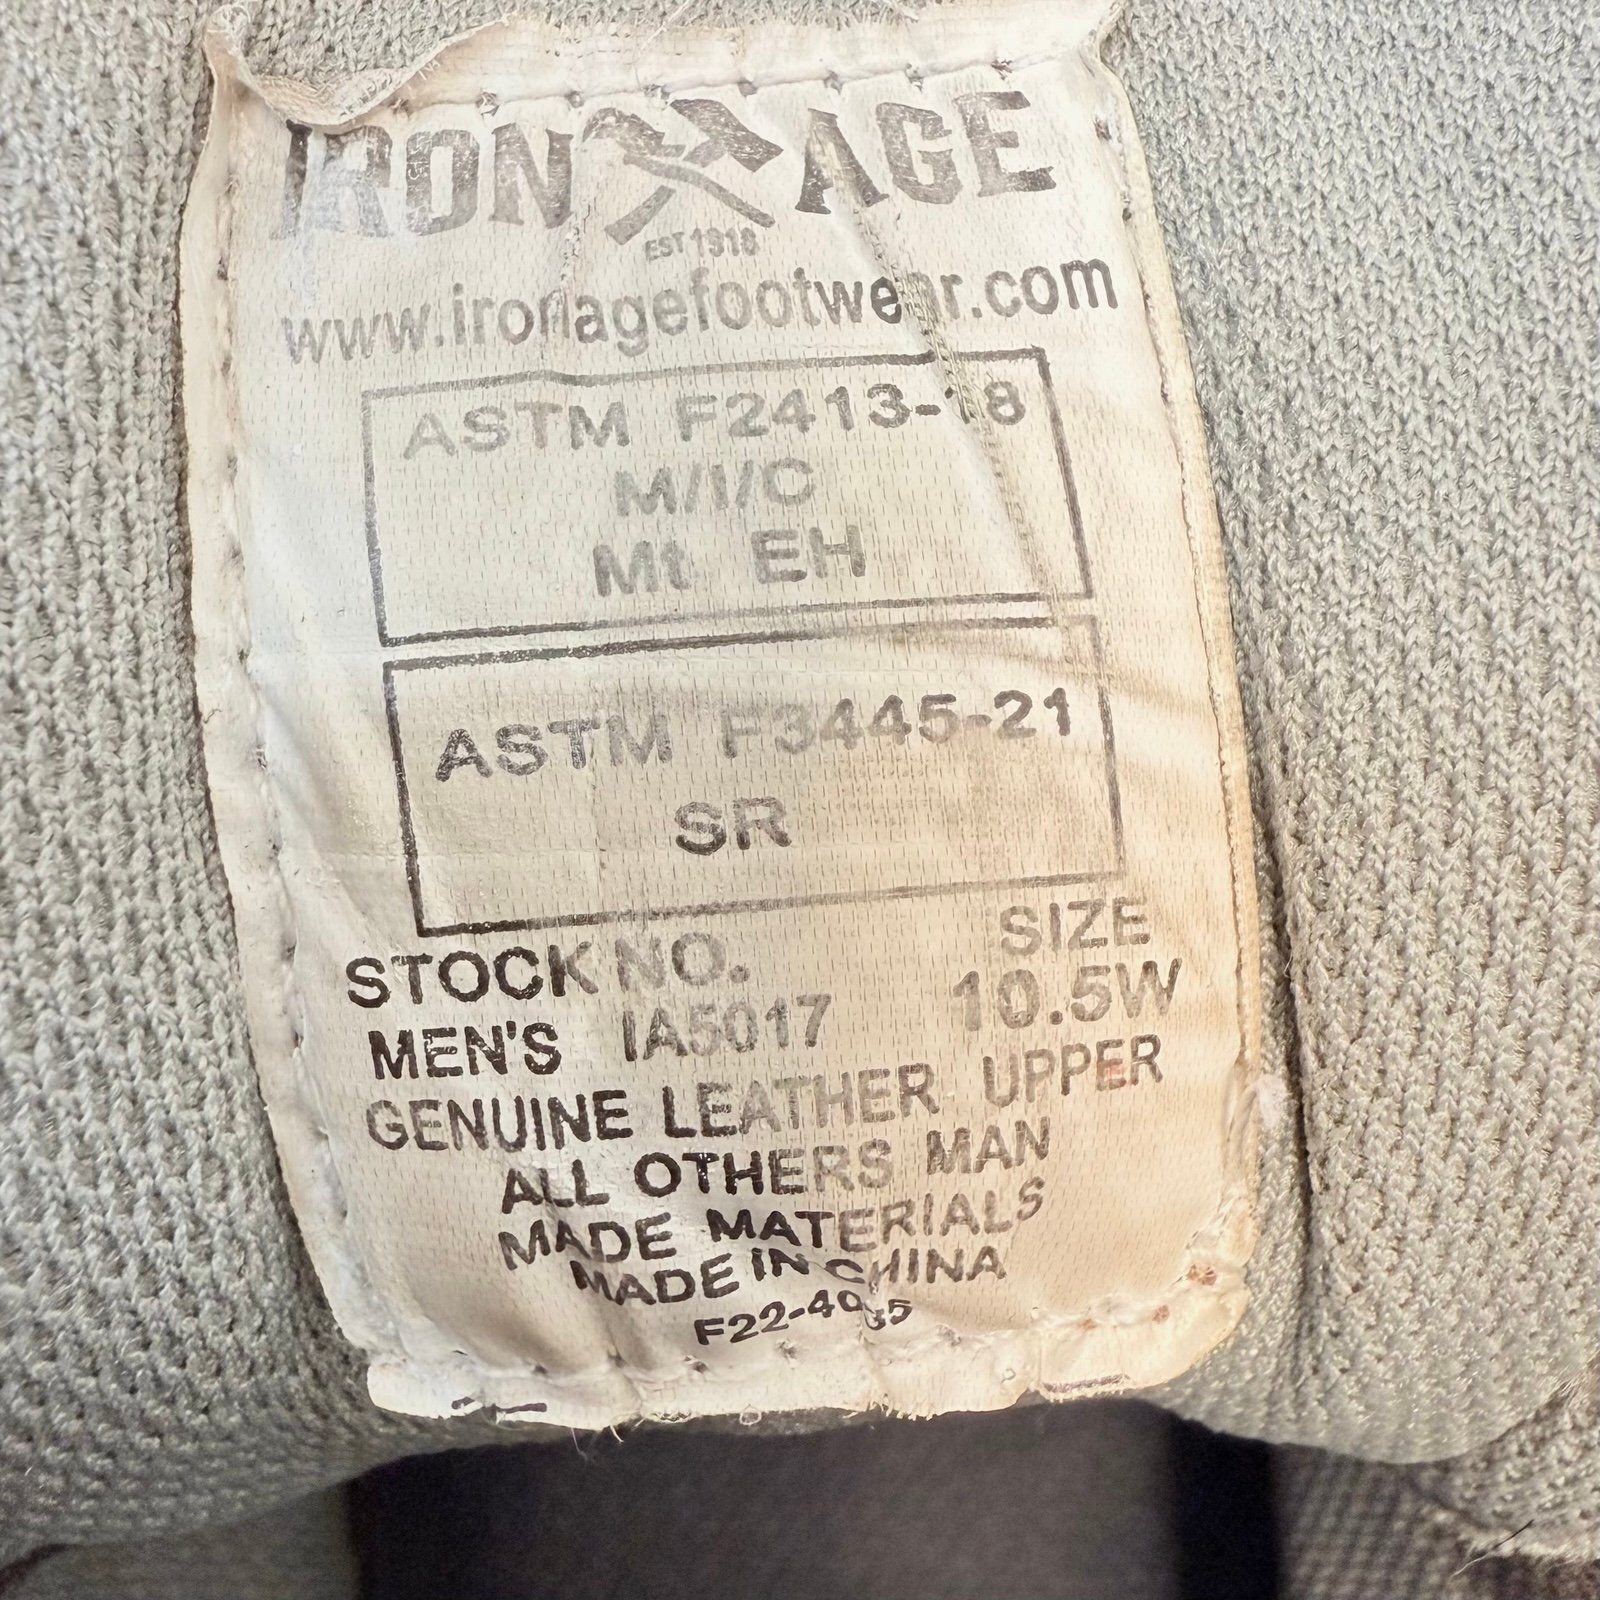 IRON AGE
EST 1918
www.ironagefootwear.com
ASTM F2413-18
M/I/C
Mt EH
ASTM F3445-21
SR
STOCK NO. SIZE
MEN'S IA5017 10.5W
GENUINE LEATHER UPPER
ALL OTHERS MAN
MADE MATERIALS
MADE IN CHINA